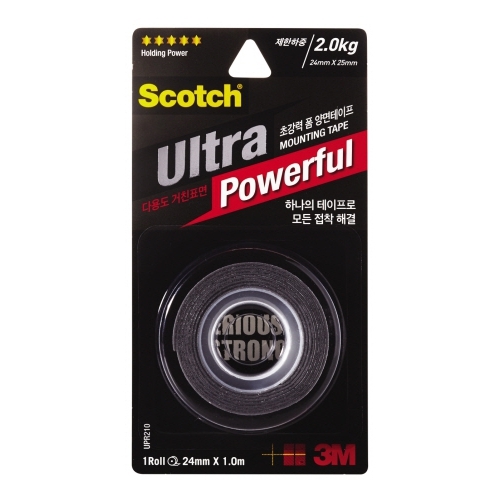 ★★★★★
Holding Power
제한하중
2.0kg
24mm X 25mm
Scotch®
Ultra
초강력 폼 양면테이프
MOUNTING TAPE
Powerful
다용도 거친표면
하나의 테이프로
모든 접착 해결
ERIOUS
STRONG
UPR210
1Roll 24mm X 1.0m
3M